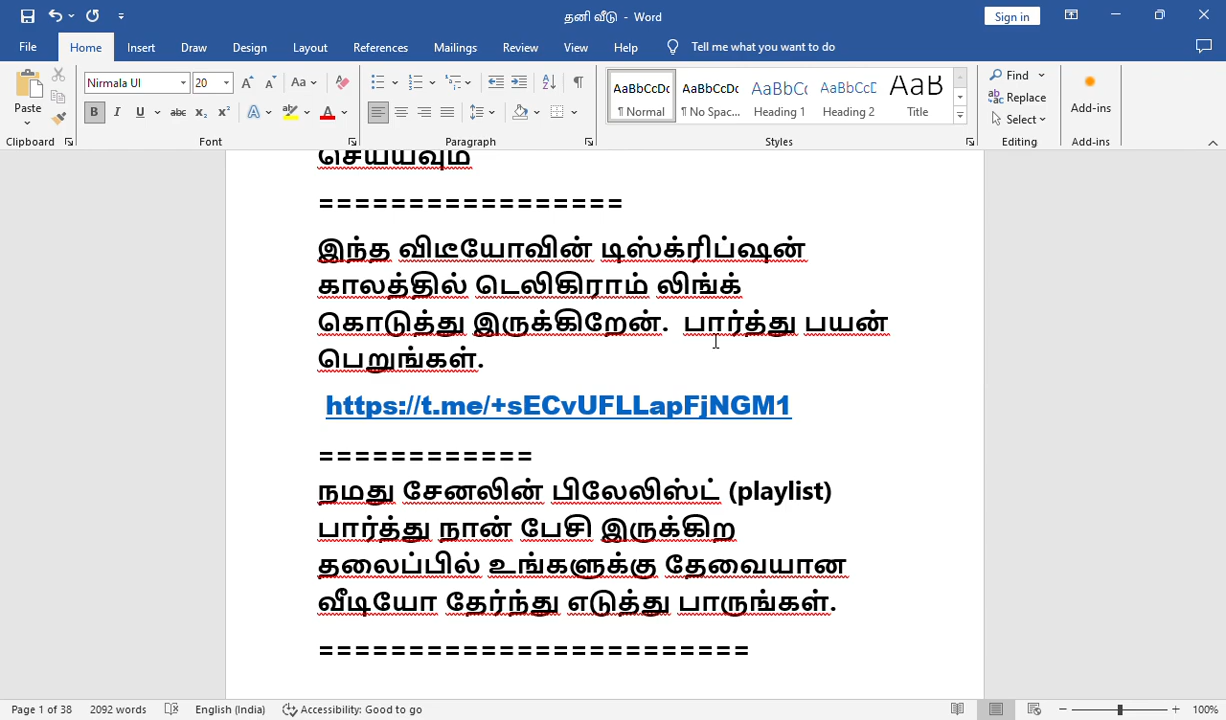 தனி வீடு - Word
Sign in
File Home Insert Draw Design Layout References Mailings Review View Help Tell me what you want to do
Paste
Nirmala UI 20
AaBbCcDc AaBbCcDc AaBbCc AaBbCcD AaB
¶ Normal ¶ No Spac... Heading 1 Heading 2 Title
Find
Replace
Select
Add-ins
Clipboard Font Paragraph Styles Editing Add-ins
செய்யவும்
=================
இந்த விடீயோவின் டிஸ்க்ரிப்ஷன்
காலத்தில் டெலிகிராம் லிங்க்
கொடுத்து இருக்கிறேன். பார்த்து பயன்
பெறுங்கள்.
https://t.me/+sECvUFLLapFjNGM1
============
நமது சேனலின் பிலேலிஸ்ட் (playlist)
பார்த்து நான் பேசி இருக்கிற
தலைப்பில் உங்களுக்கு தேவையான
வீடியோ தேர்ந்து எடுத்து பாருங்கள்.
========================
Page 1 of 38 2092 words English (India) Accessibility: Good to go 100%